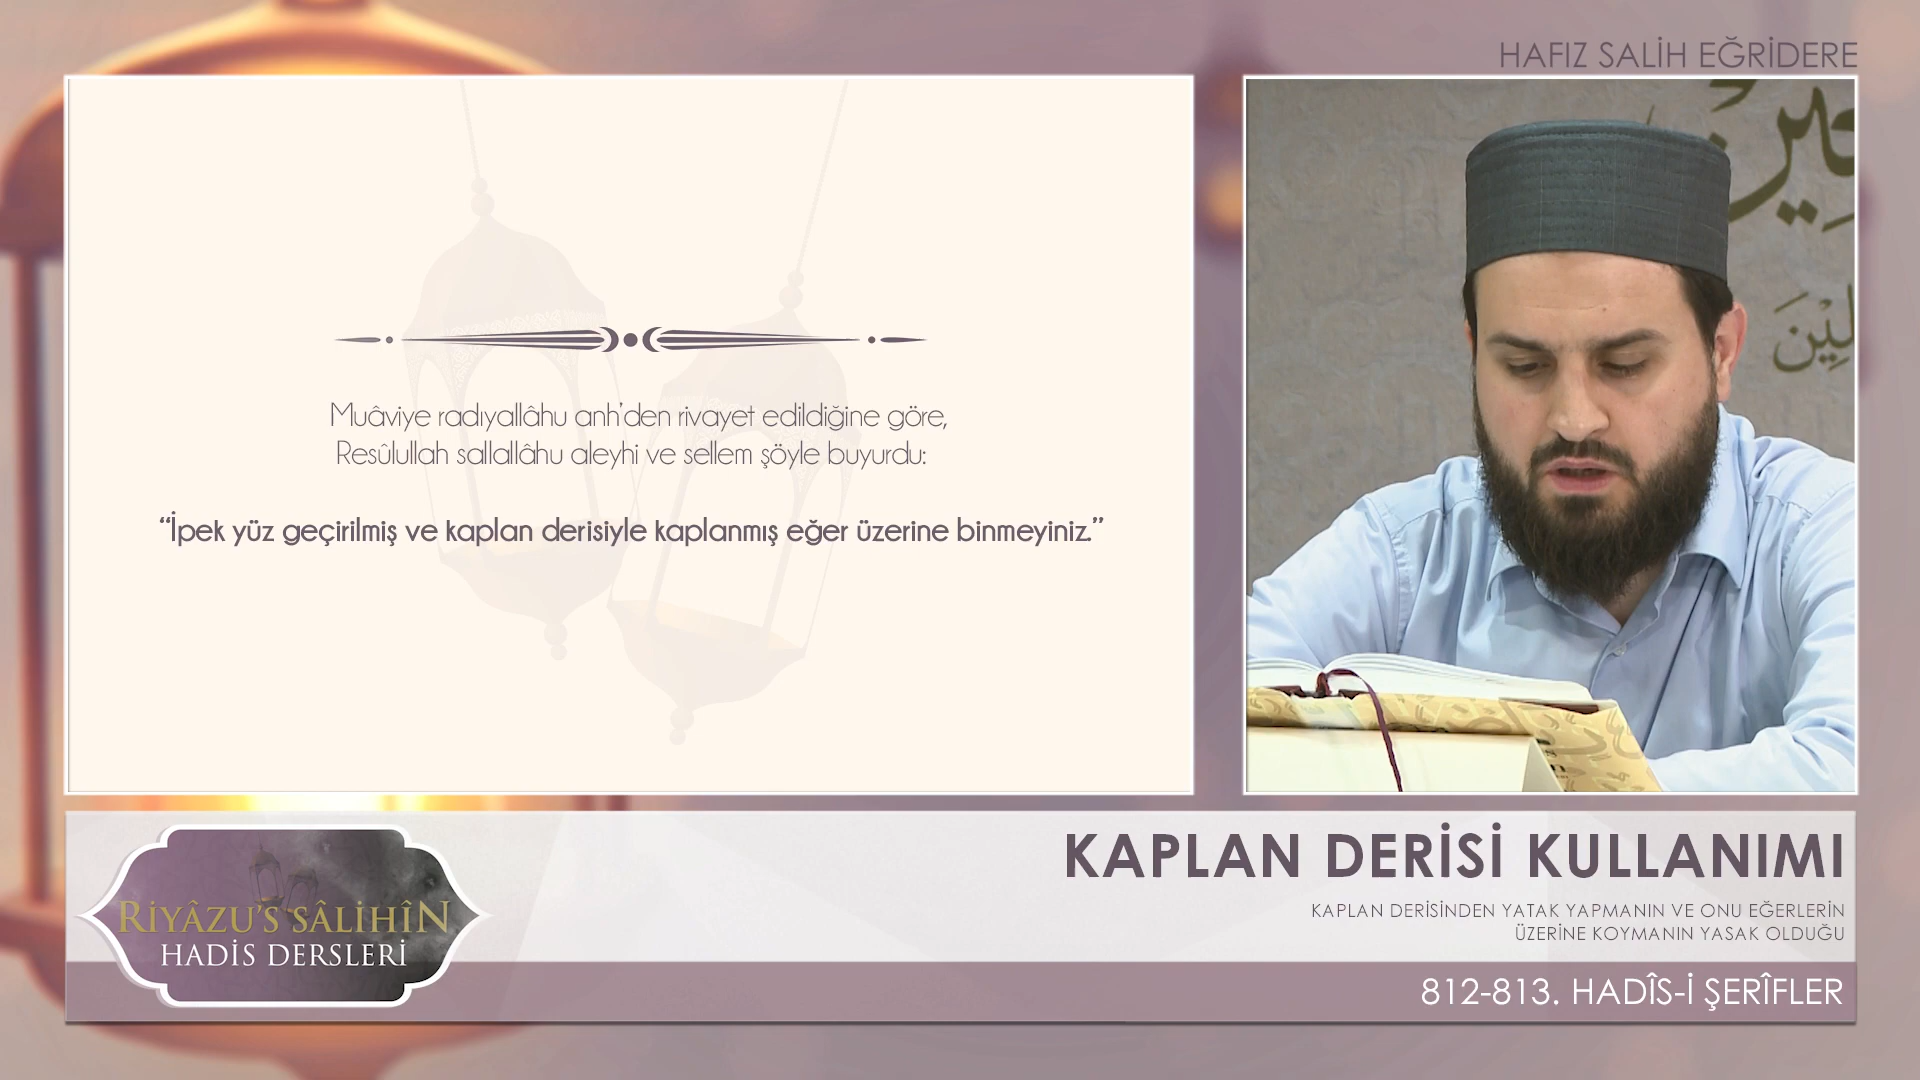 HAFIZ SALİH EĞRİDERE
Muâviye radıyallâhu anh'den rivayet edildiğine göre,
Resûlullah sallallâhu aleyhi ve sellem şöyle buyurdu:
“İpek yüz geçirilmiş ve kaplan derisiyle kaplanmış eğer üzerine binmeyiniz.”
KAPLAN DERİSİ KULLANIMI
KAPLAN DERİSİNDEN YATAK YAPMANIN VE ONU EĞERLERİN
ÜZERİNE KOYMANIN YASAK OLDUĞU
RİYÂZU'S SÂLİHÎN
HADİS DERSLERİ
812-813. HADÎS-İ ŞERÎFLER